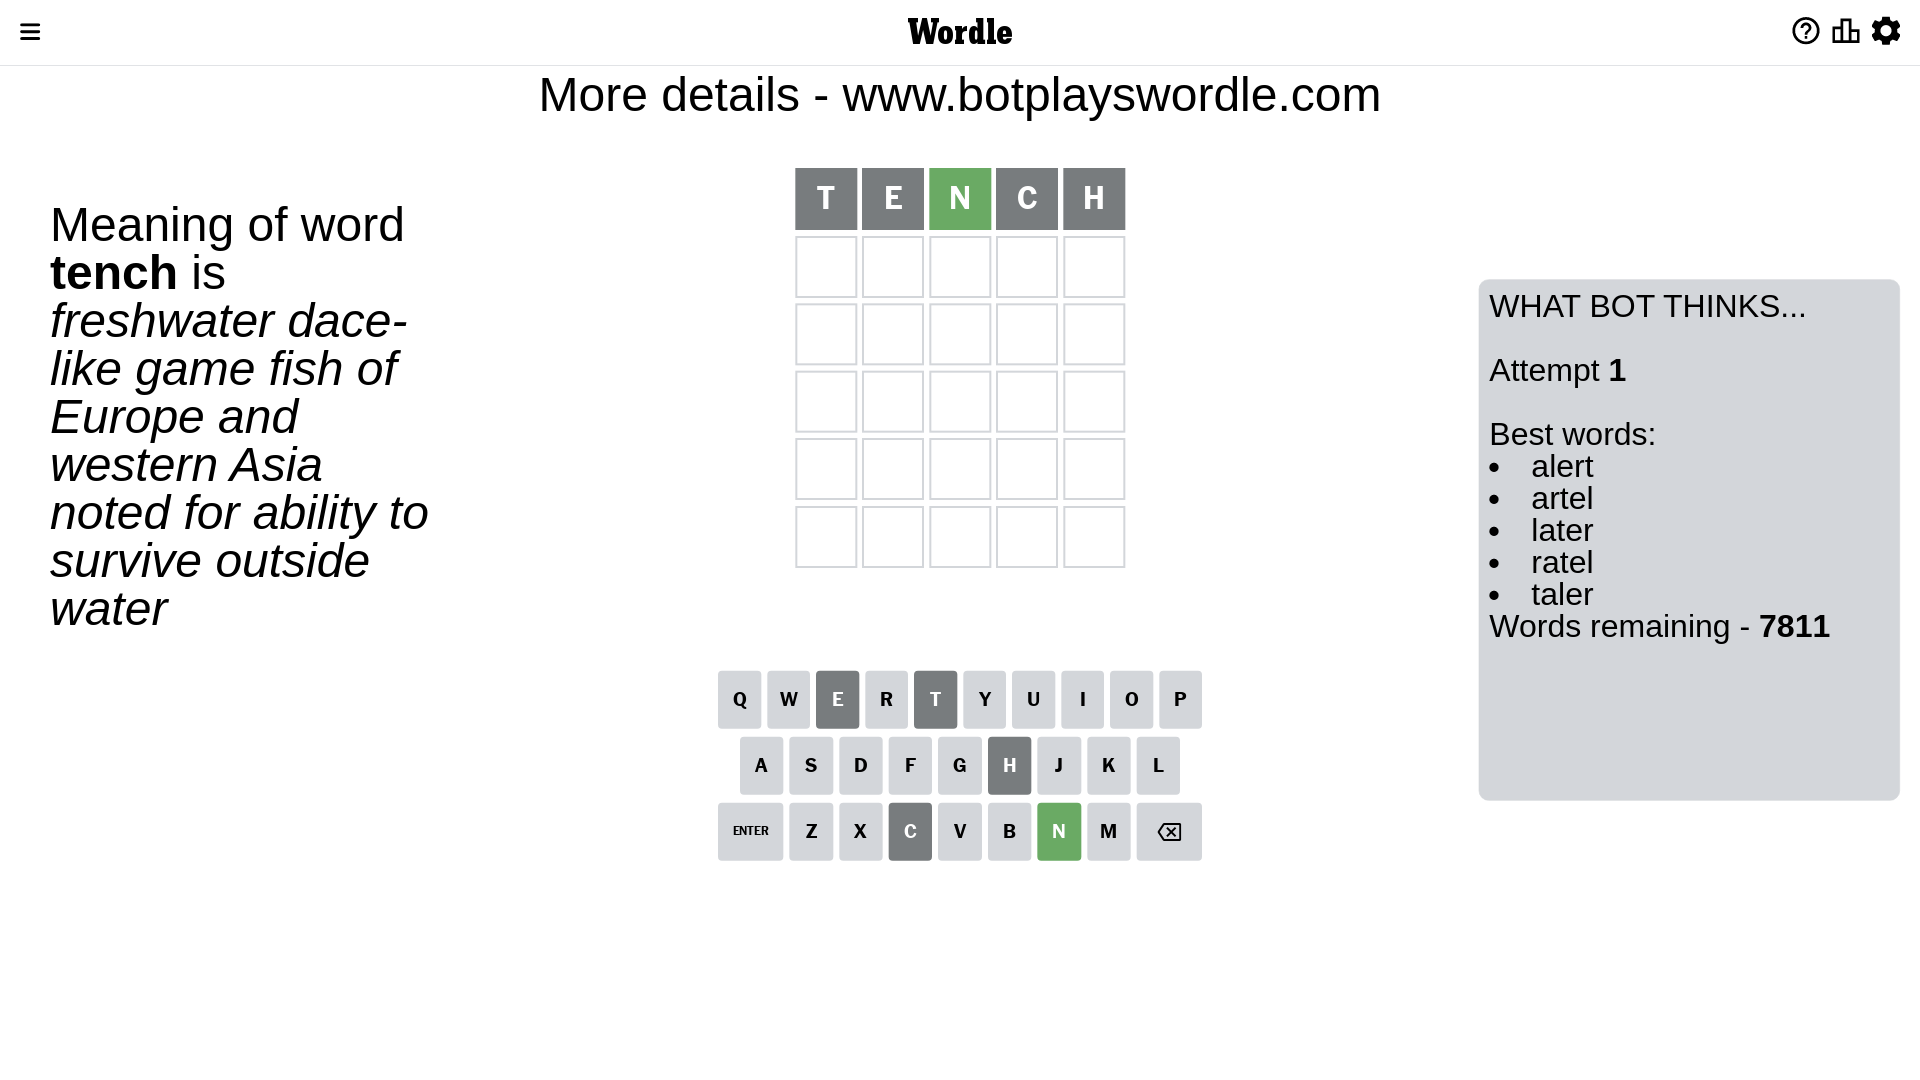 Wordle
More details - www.botplayswordle.com
Meaning of word
tench is
freshwater dace-
like game fish of
Europe and
western Asia
noted for ability to
survive outside
water
T E N C H
WHAT BOT THINKS...
Attempt 1
Best words:
• alert
• artel
• later
• ratel
• taler
Words remaining - 7811
Q W E R T Y U I O P
A S D F G H J K L
ENTER Z X C V B N M